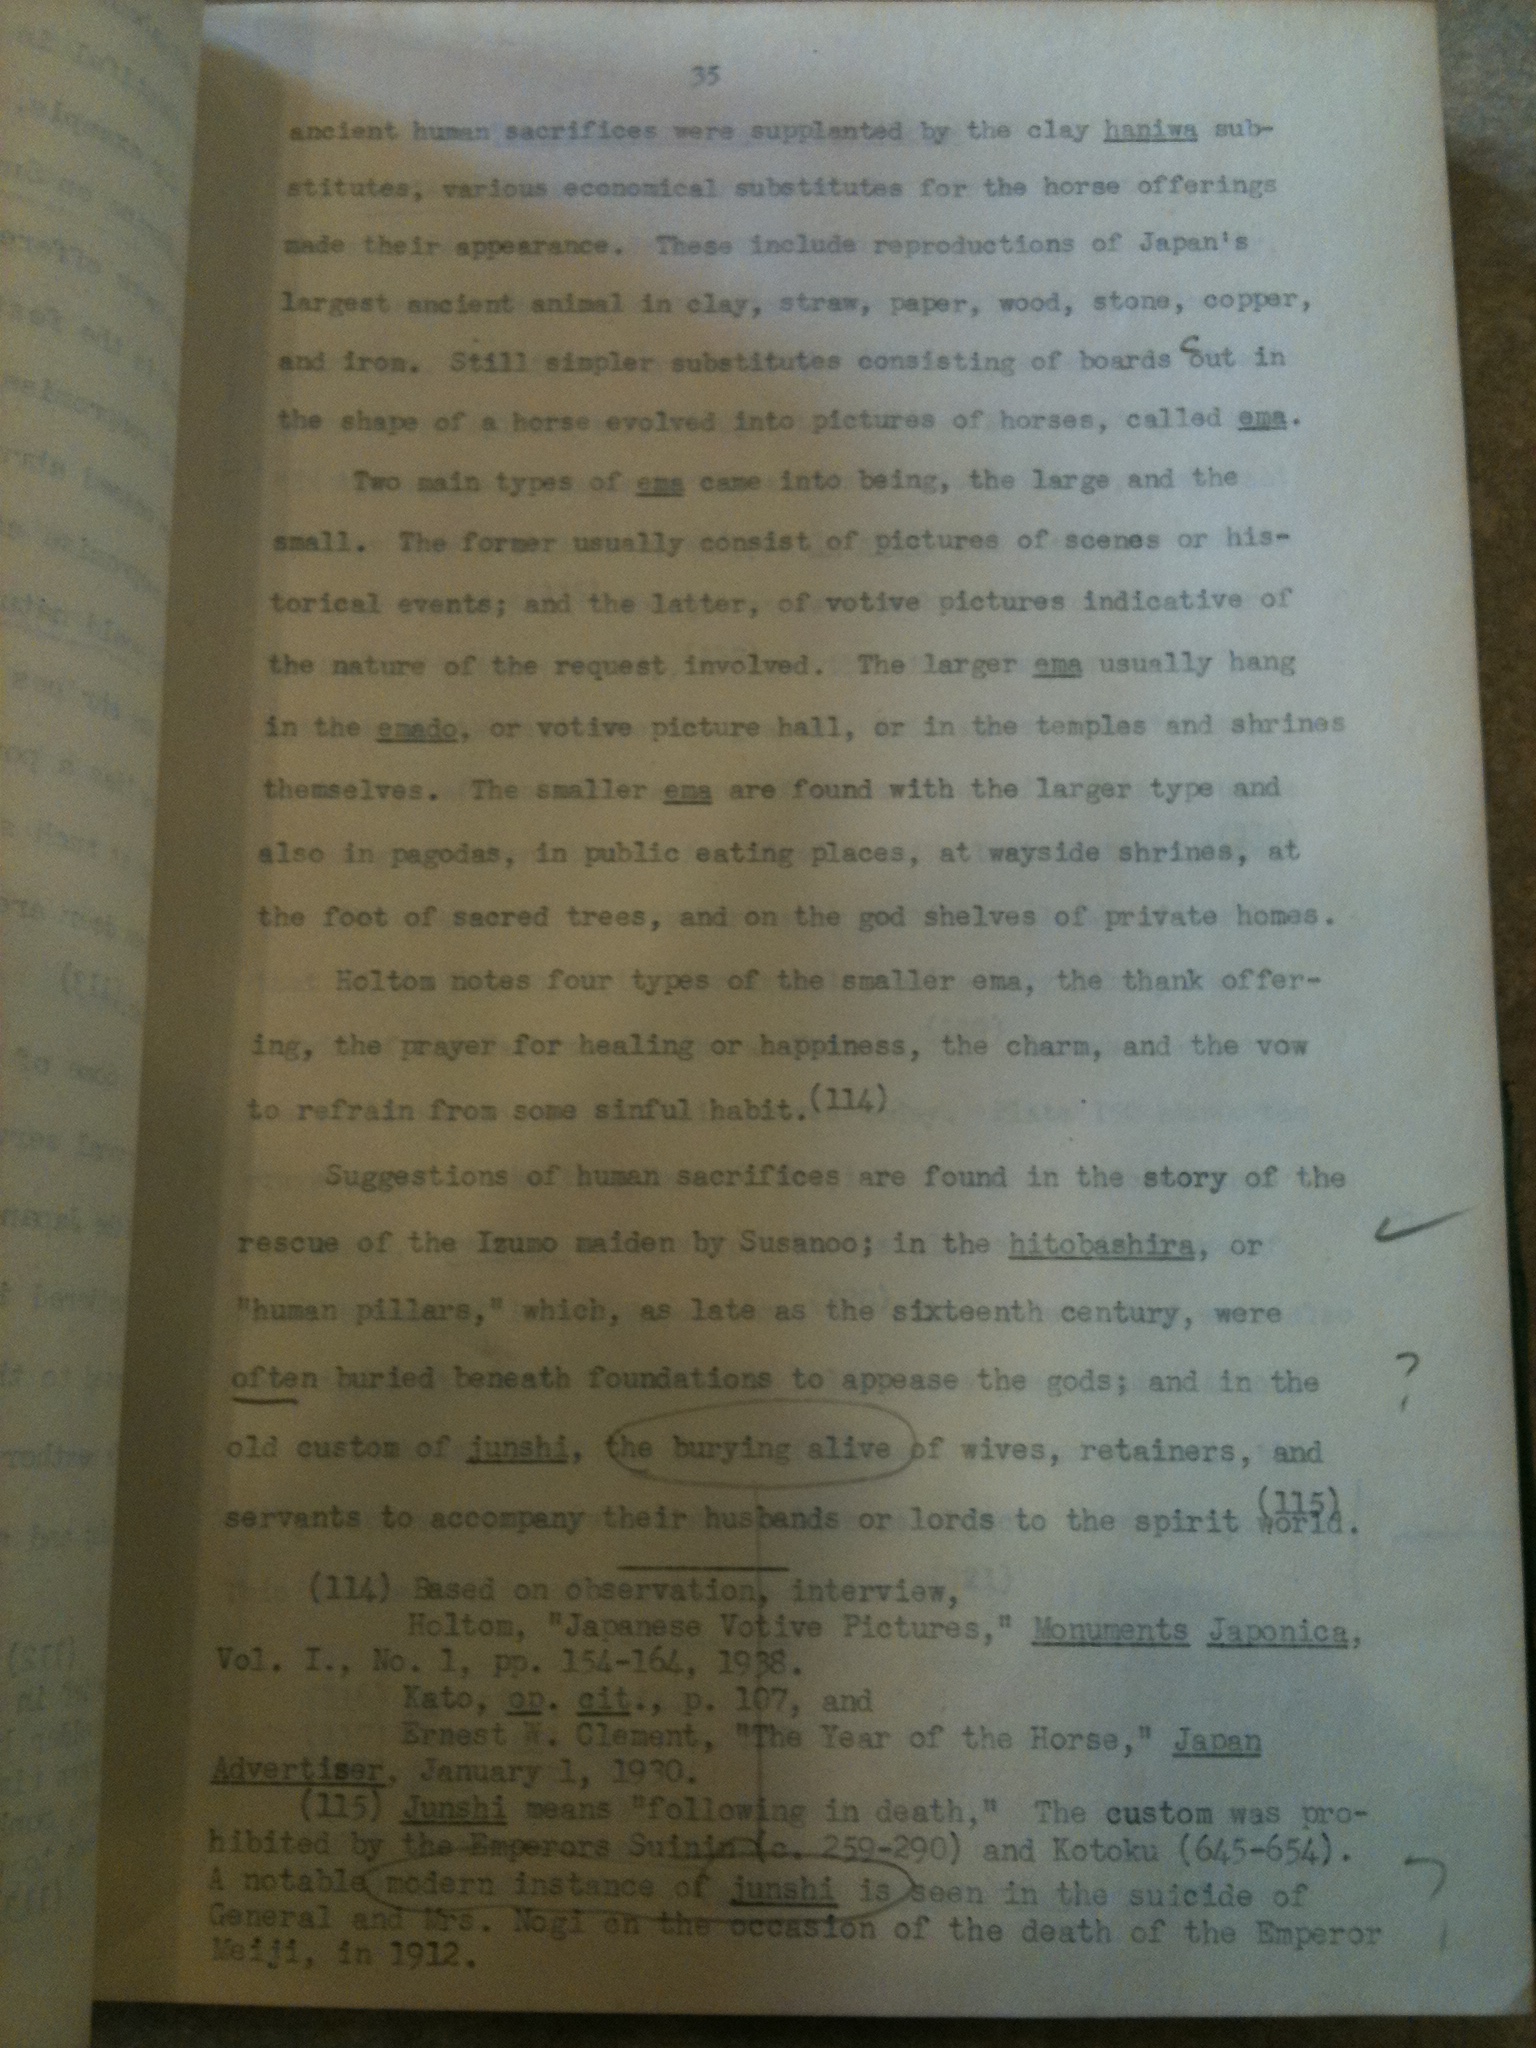 35
ancient human sacrifices were supplanted by the clay haniwa sub-
stitutes, various economical substitutes for the horse offerings
made their appearance. These include reproductions of Japan's
largest ancient animal in clay, straw, paper, wood, stone, copper,
and iron. Still simpler substitutes consisting of boards cut in
the shape of a horse evolved into pictures of horses, called ema.
Two main types of ema came into being, the large and the
small. The former usually consist of pictures of scenes or his-
torical events; and the latter, of votive pictures indicative of
the nature of the request involved. The larger ema usually hang
in the emado, or votive picture hall, or in the temples and shrines
themselves. The smaller ema are found with the larger type and
also in pagodas, in public eating places, at wayside shrines, at
the foot of sacred trees, and on the god shelves of private homes.
Holtom notes four types of the smaller ema, the thank offer-
ing, the prayer for healing or happiness, the charm, and the vow
to refrain from some sinful habit.(114)
Suggestions of human sacrifices are found in the story of the
rescue of the Izumo maiden by Susanoo; in the hitobashira, or
"human pillars," which, as late as the sixteenth century, were
often buried beneath foundations to appease the gods; and in the ?
old custom of junshi, the burying alive of wives, retainers, and
servants to accompany their husbands or lords to the spirit world.(115)
(114) Based on observation, interview,
Holtom, "Japanese Votive Pictures," Monuments Japonica,
Vol. I., No. 1, pp. 154-164, 1938.
Kato, op. cit., p. 107, and
Ernest W. Clement, "The Year of the Horse," Japan
Advertiser, January 1, 1930.
(115) Junshi means "following in death," The custom was pro-
hibited by the Emperors Suinin (c. 259-290) and Kotoku (645-654).
A notable modern instance of junshi is seen in the suicide of ?
General and Mrs. Nogi on the occasion of the death of the Emperor
Meiji, in 1912.